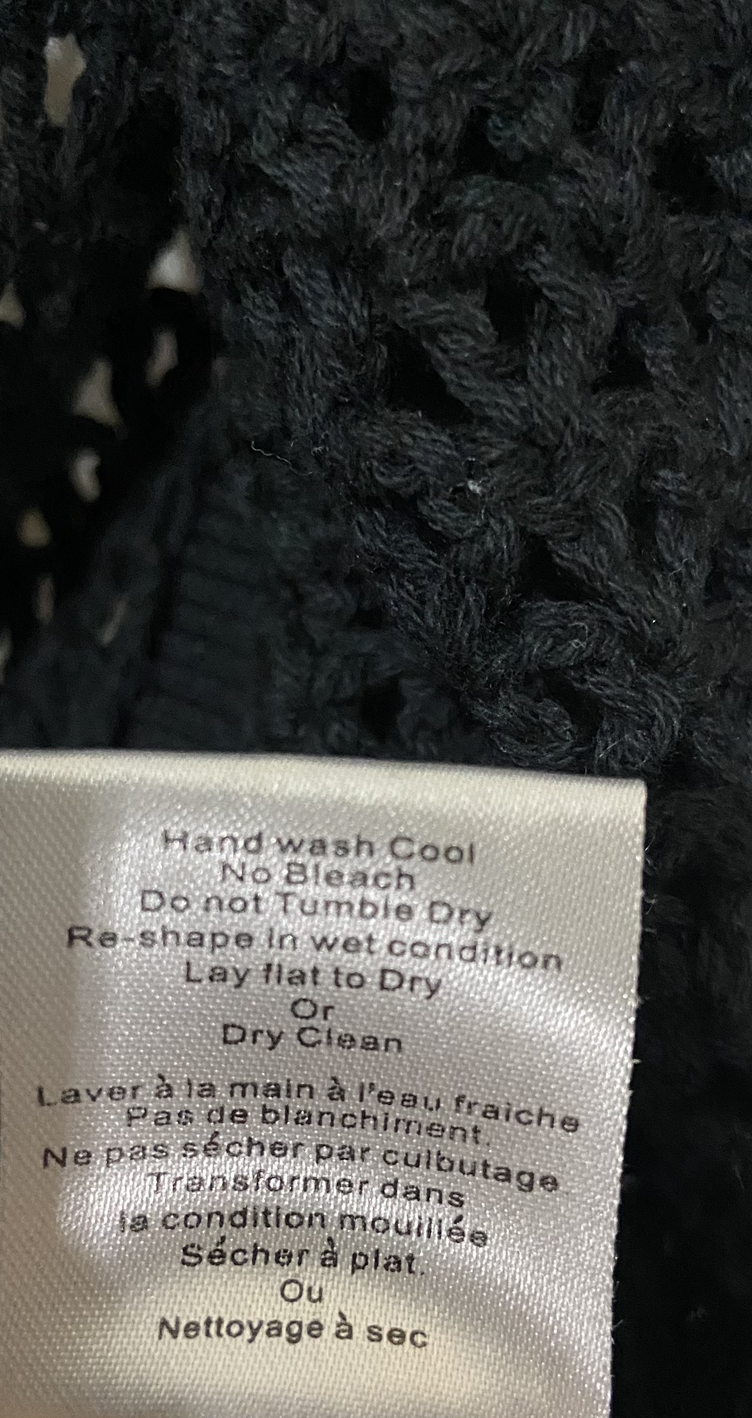 Hand wash Cool
No Bleach
Do not Tumble Dry
Re-shape in wet condition
Lay flat to Dry
Or
Dry Clean
Laver à la main à l'eau fraiche
Pas de blanchiment.
Ne pas sécher par culbutage
Transformer dans
la condition mouillée
Sécher à plat.
Ou
Nettoyage à sec